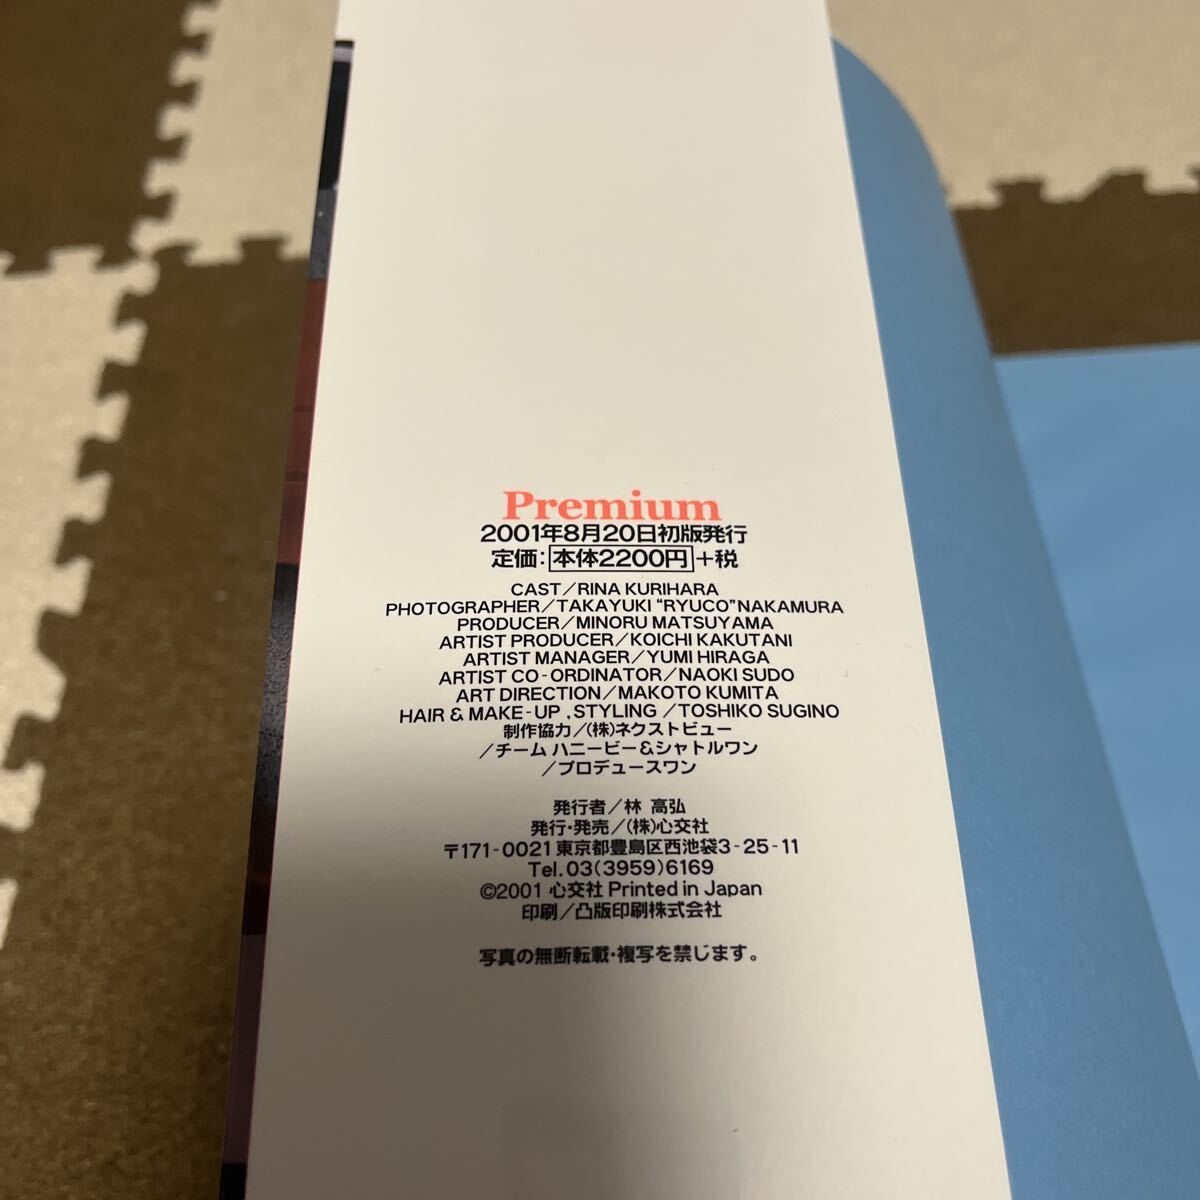 Premium
2001年8月20日初版発行
定価:本体2200円+税
CAST/RINA KURIHARA
PHOTOGRAPHER/TAKAYUKI “RYUCO”NAKAMURA
PRODUCER/MINORU MATSUYAMA
ARTIST PRODUCER/KOICHI KAKUTANI
ARTIST MANAGER/YUMI HIRAGA
ARTIST CO-ORDINATOR/NAOKI SUDO
ART DIRECTION/MAKOTO KUMITA
HAIR & MAKE-UP ,STYLING /TOSHIKO SUGINO
制作協力/(株)ネクストビュー
/チーム ハニービー&シャトルワン
/プロデュースワン
発行者/林 高弘
発行・発売/(株)心交社
〒171-0021 東京都豊島区西池袋3-25-11
Tel.03(3959)6169
©2001 心交社 Printed in Japan
印刷/凸版印刷株式会社
写真の無断転載・複写を禁じます。